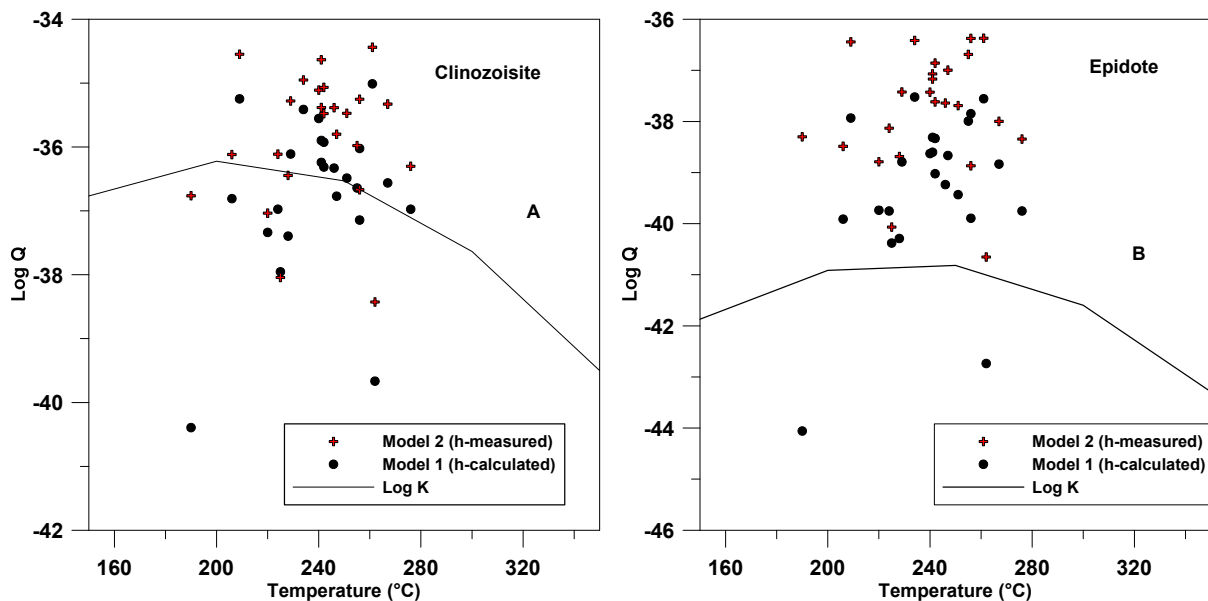 -34
-36
-38
-40
-42
Log Q
Clinozoisite
A
Model 2 (h-measured)
Model 1 (h-calculated)
Log K
160 200 240 280 320
Temperature (°C)
-36
-38
-40
-42
-44
-46
Log Q
Epidote
B
Model 2 (h-measured)
Model 1 (h-calculated)
Log K
160 200 240 280 320
Temperature (°C)